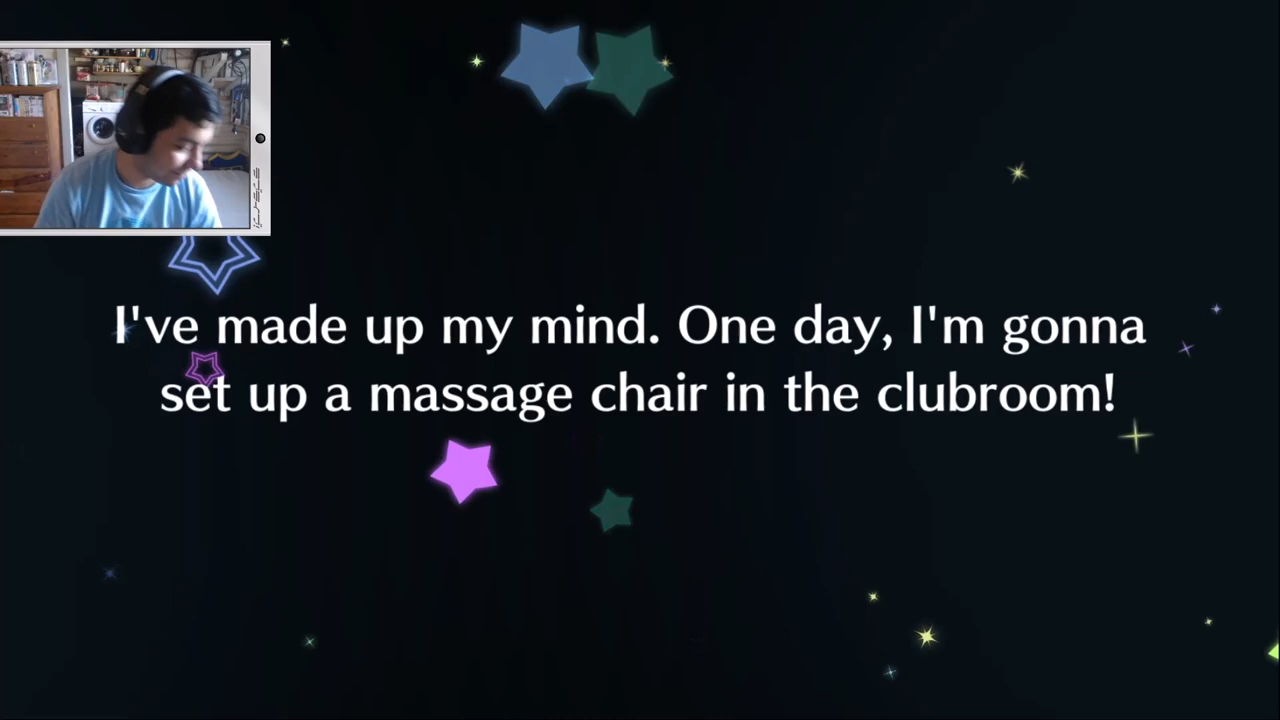 I've made up my mind. One day, I'm gonna
set up a massage chair in the clubroom!